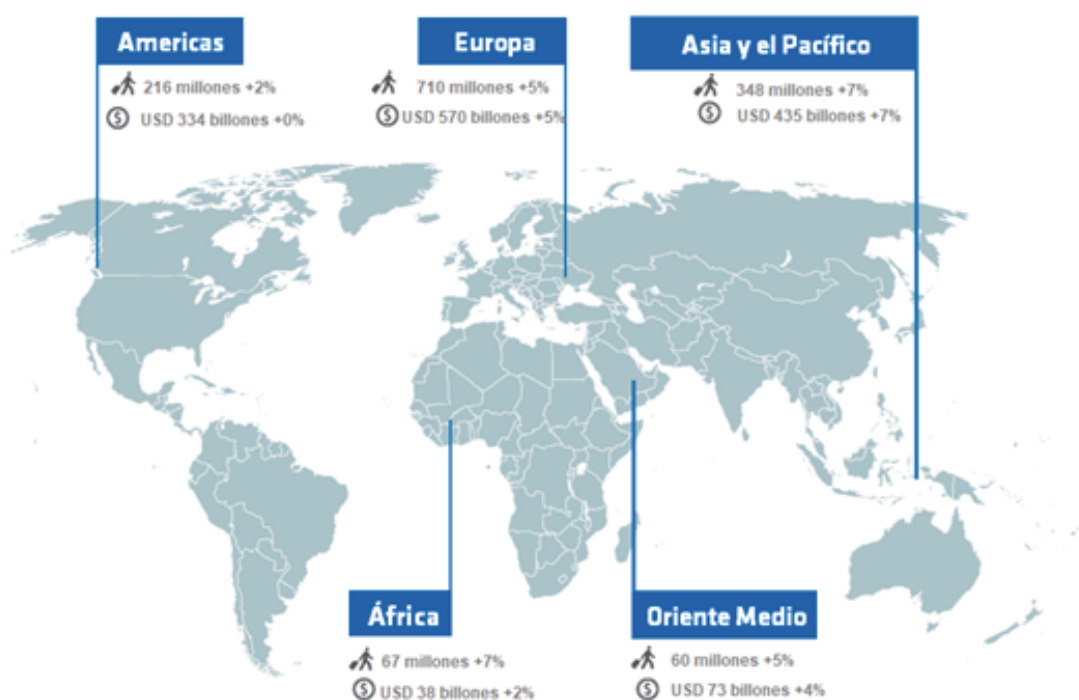 Americas
216 millones +2%
USD 334 billones +0%
Europa
710 millones +5%
USD 570 billones +5%
Asia y el Pacífico
348 millones +7%
USD 435 billones +7%
África
67 millones +7%
USD 38 billones +2%
Oriente Medio
60 millones +5%
USD 73 billones +4%